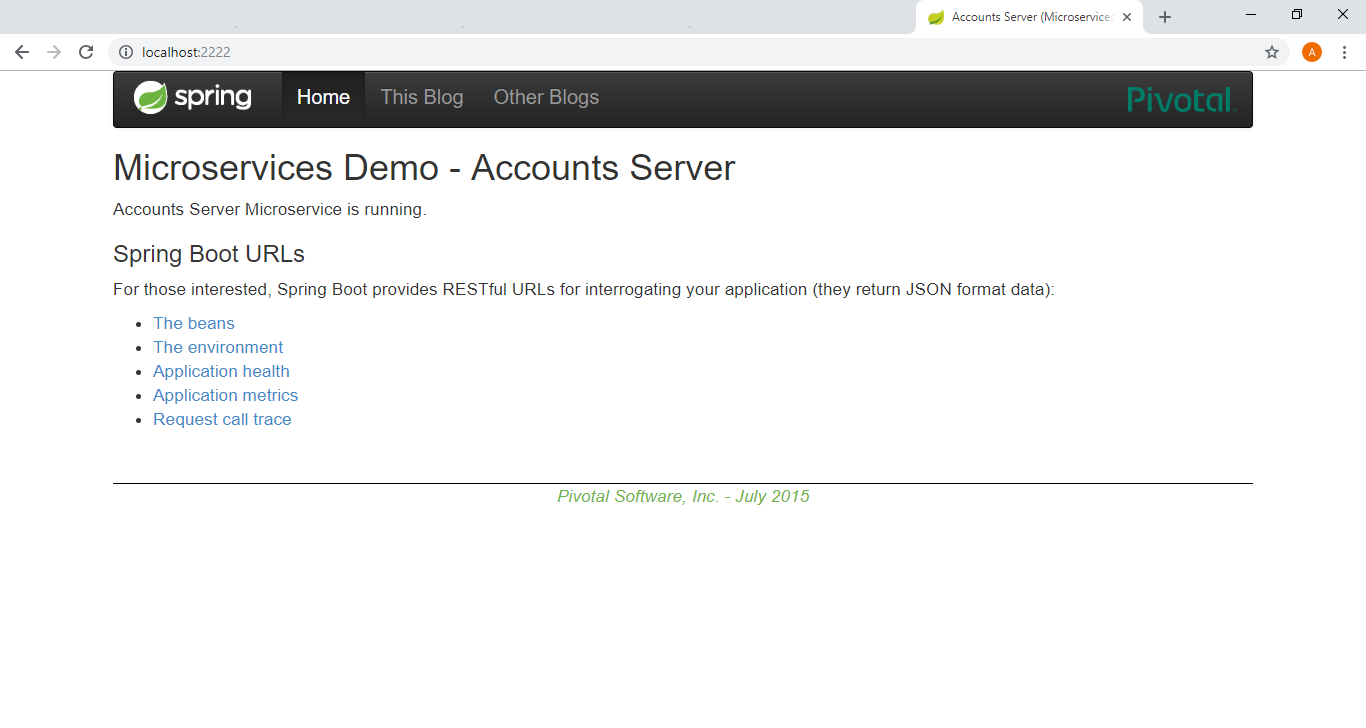 Accounts Server (Microservices
localhost:2222
A
spring Home This Blog Other Blogs Pivotal
Microservices Demo - Accounts Server
Accounts Server Microservice is running.
Spring Boot URLs
For those interested, Spring Boot provides RESTful URLs for interrogating your application (they return JSON format data):
The beans
The environment
Application health
Application metrics
Request call trace
Pivotal Software, Inc. - July 2015